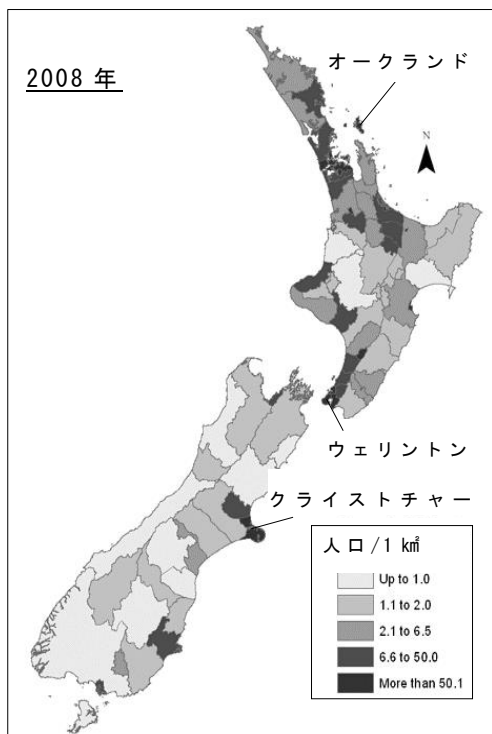 2008 年
オークランド
N
ウェリントン
クライストチャー
人口/1 ㎢
Up to 1.0
1.1 to 2.0
2.1 to 6.5
6.6 to 50.0
More than 50.1